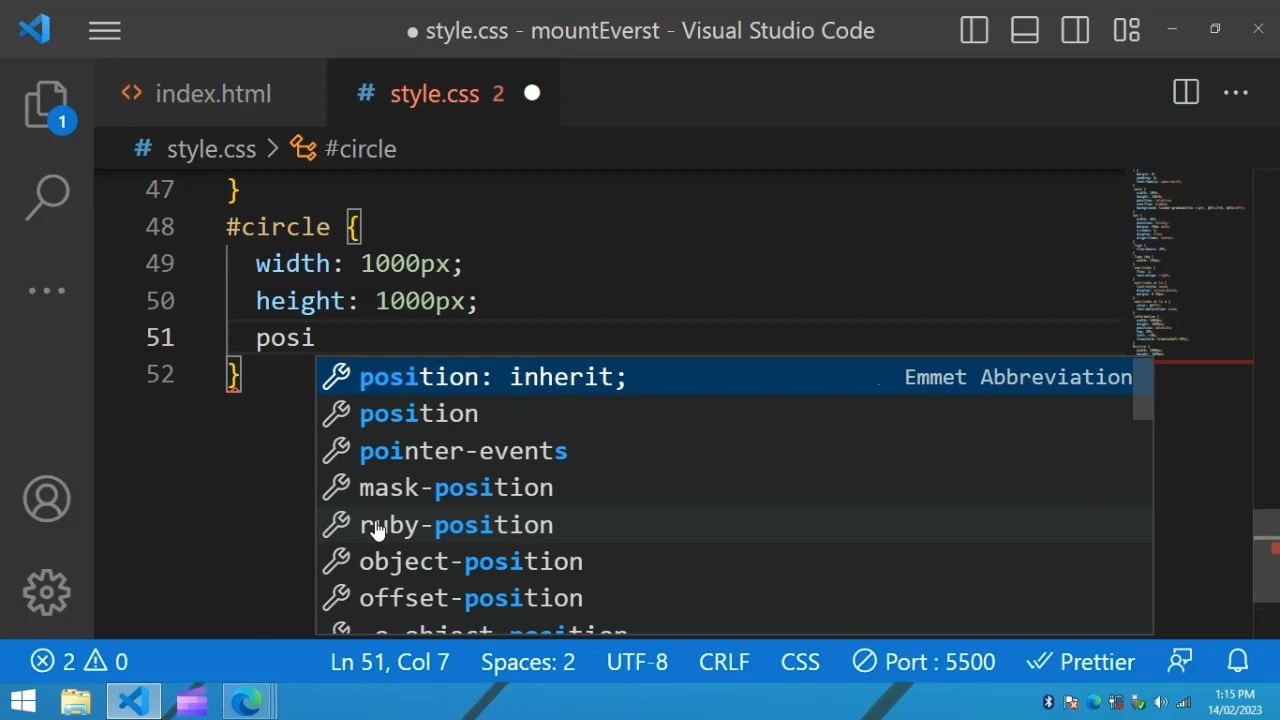 ● style.css - mountEverst - Visual Studio Code
index.html
# style.css 2
1
# style.css > #circle
47 }
48 #circle {
49 width: 1000px;
50 height: 1000px;
51 posi
52 }
position: inherit; Emmet Abbreviation
position
pointer-events
mask-position
ruby-position
object-position
offset-position
-o-object-position
2 0 Ln 51, Col 7 Spaces: 2 UTF-8 CRLF CSS Port : 5500 Prettier
1:15 PM
14/02/2023